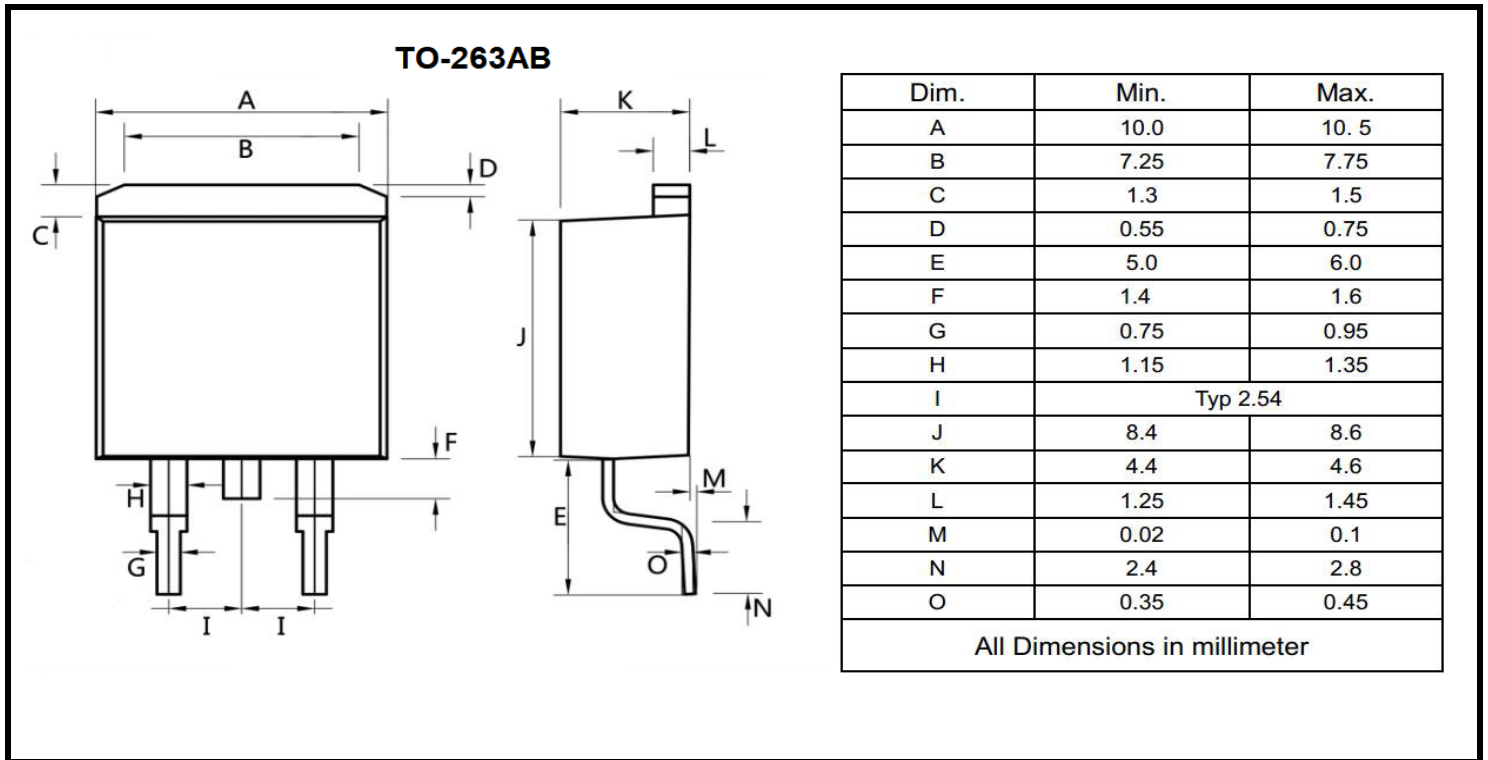 TO-263AB
A
B
D
C
F
H
G
I I
K
L
J
E
M
O
N
Dim. Min. Max.
A 10.0 10. 5
B 7.25 7.75
C 1.3 1.5
D 0.55 0.75
E 5.0 6.0
F 1.4 1.6
G 0.75 0.95
H 1.15 1.35
I Typ 2.54
J 8.4 8.6
K 4.4 4.6
L 1.25 1.45
M 0.02 0.1
N 2.4 2.8
O 0.35 0.45
All Dimensions in millimeter